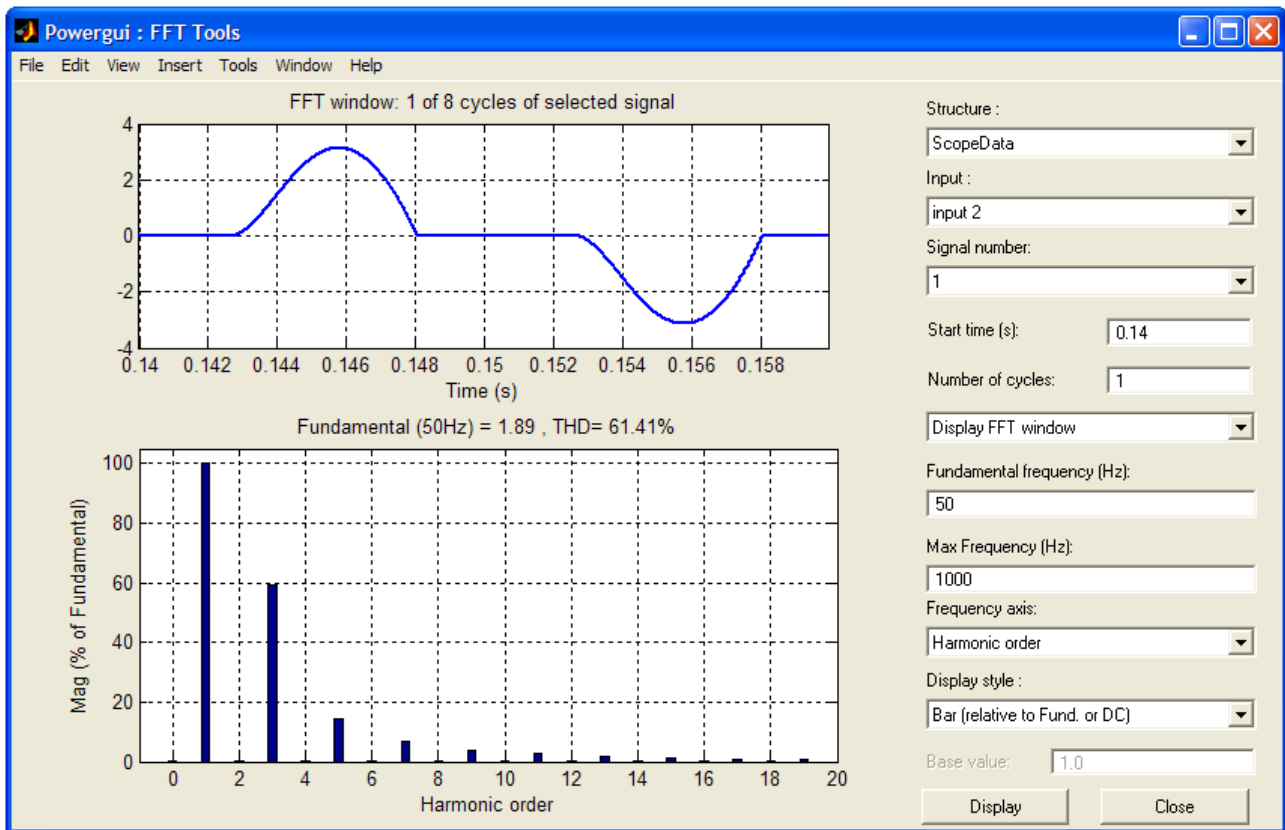 Powergui : FFT Tools
File Edit View Insert Tools Window Help
FFT window: 1 of 8 cycles of selected signal
4
2
0
-2
-4
0.14 0.142 0.144 0.146 0.148 0.15 0.152 0.154 0.156 0.158
Time (s)
Fundamental (50Hz) = 1.89 , THD= 61.41%
Mag (% of Fundamental)
100
80
60
40
20
0
0 2 4 6 8 10 12 14 16 18 20
Harmonic order
Structure :
ScopeData
Input :
input 2
Signal number:
1
Start time (s): 0.14
Number of cycles: 1
Display FFT window
Fundamental frequency (Hz):
50
Max Frequency (Hz):
1000
Frequency axis:
Harmonic order
Display style :
Bar (relative to Fund. or DC)
Base value: 1.0
Display Close